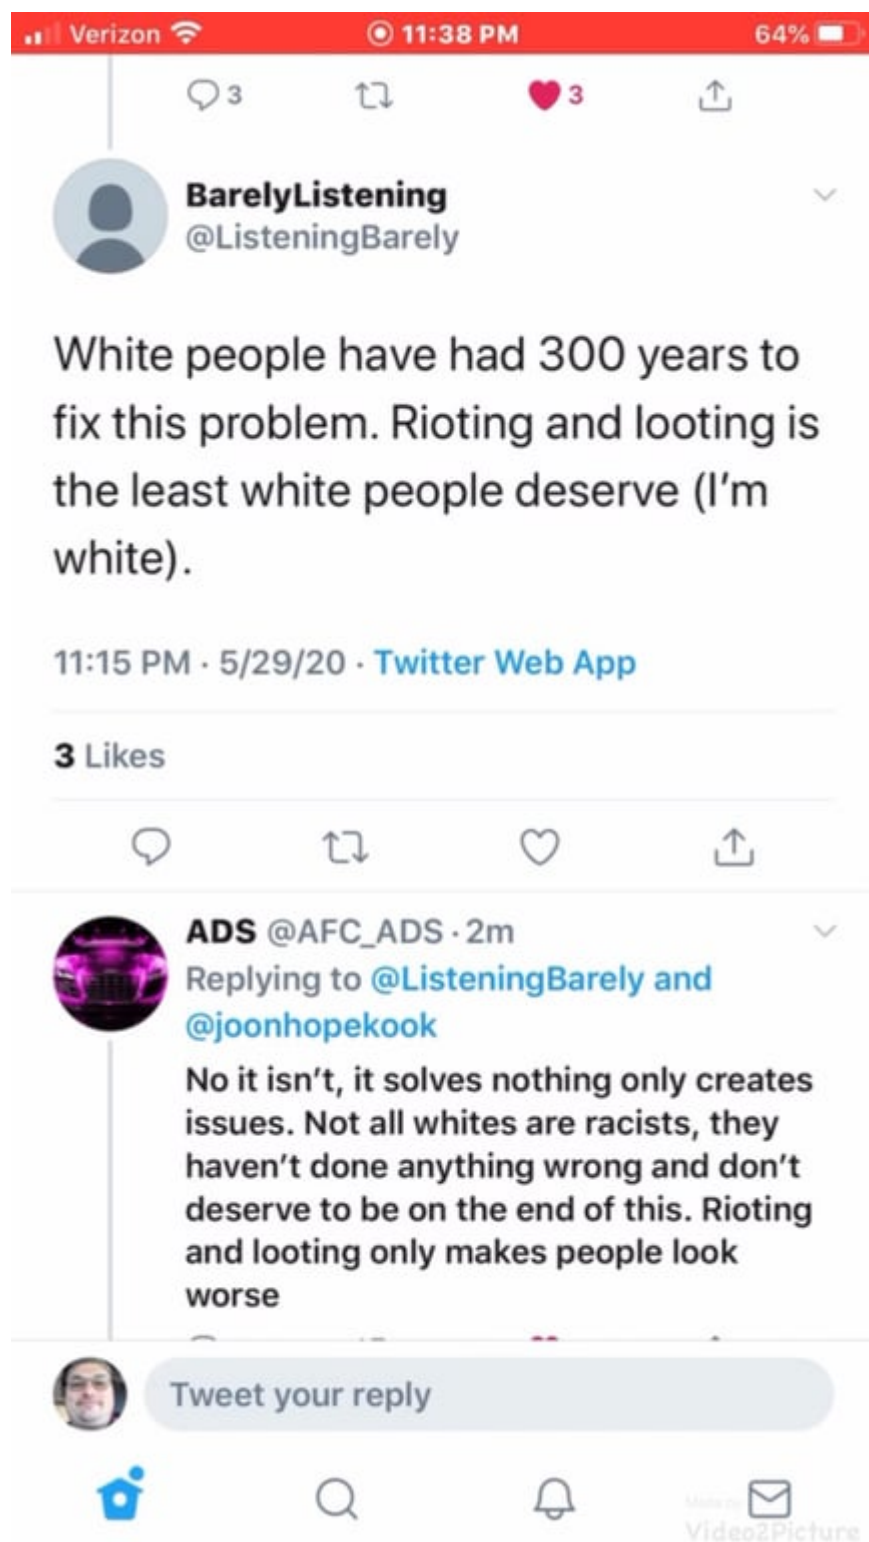 Verizon 11:38 PM 64%
3 3
BarelyListening
@ListeningBarely
White people have had 300 years to
fix this problem. Rioting and looting is
the least white people deserve (I'm
white).
11:15 PM · 5/29/20 · Twitter Web App
3 Likes
ADS @AFC_ADS · 2m
Replying to @ListeningBarely and
@joonhopekook
No it isn't, it solves nothing only creates
issues. Not all whites are racists, they
haven't done anything wrong and don't
deserve to be on the end of this. Rioting
and looting only makes people look
worse
Tweet your reply
Made by
Video2Picture